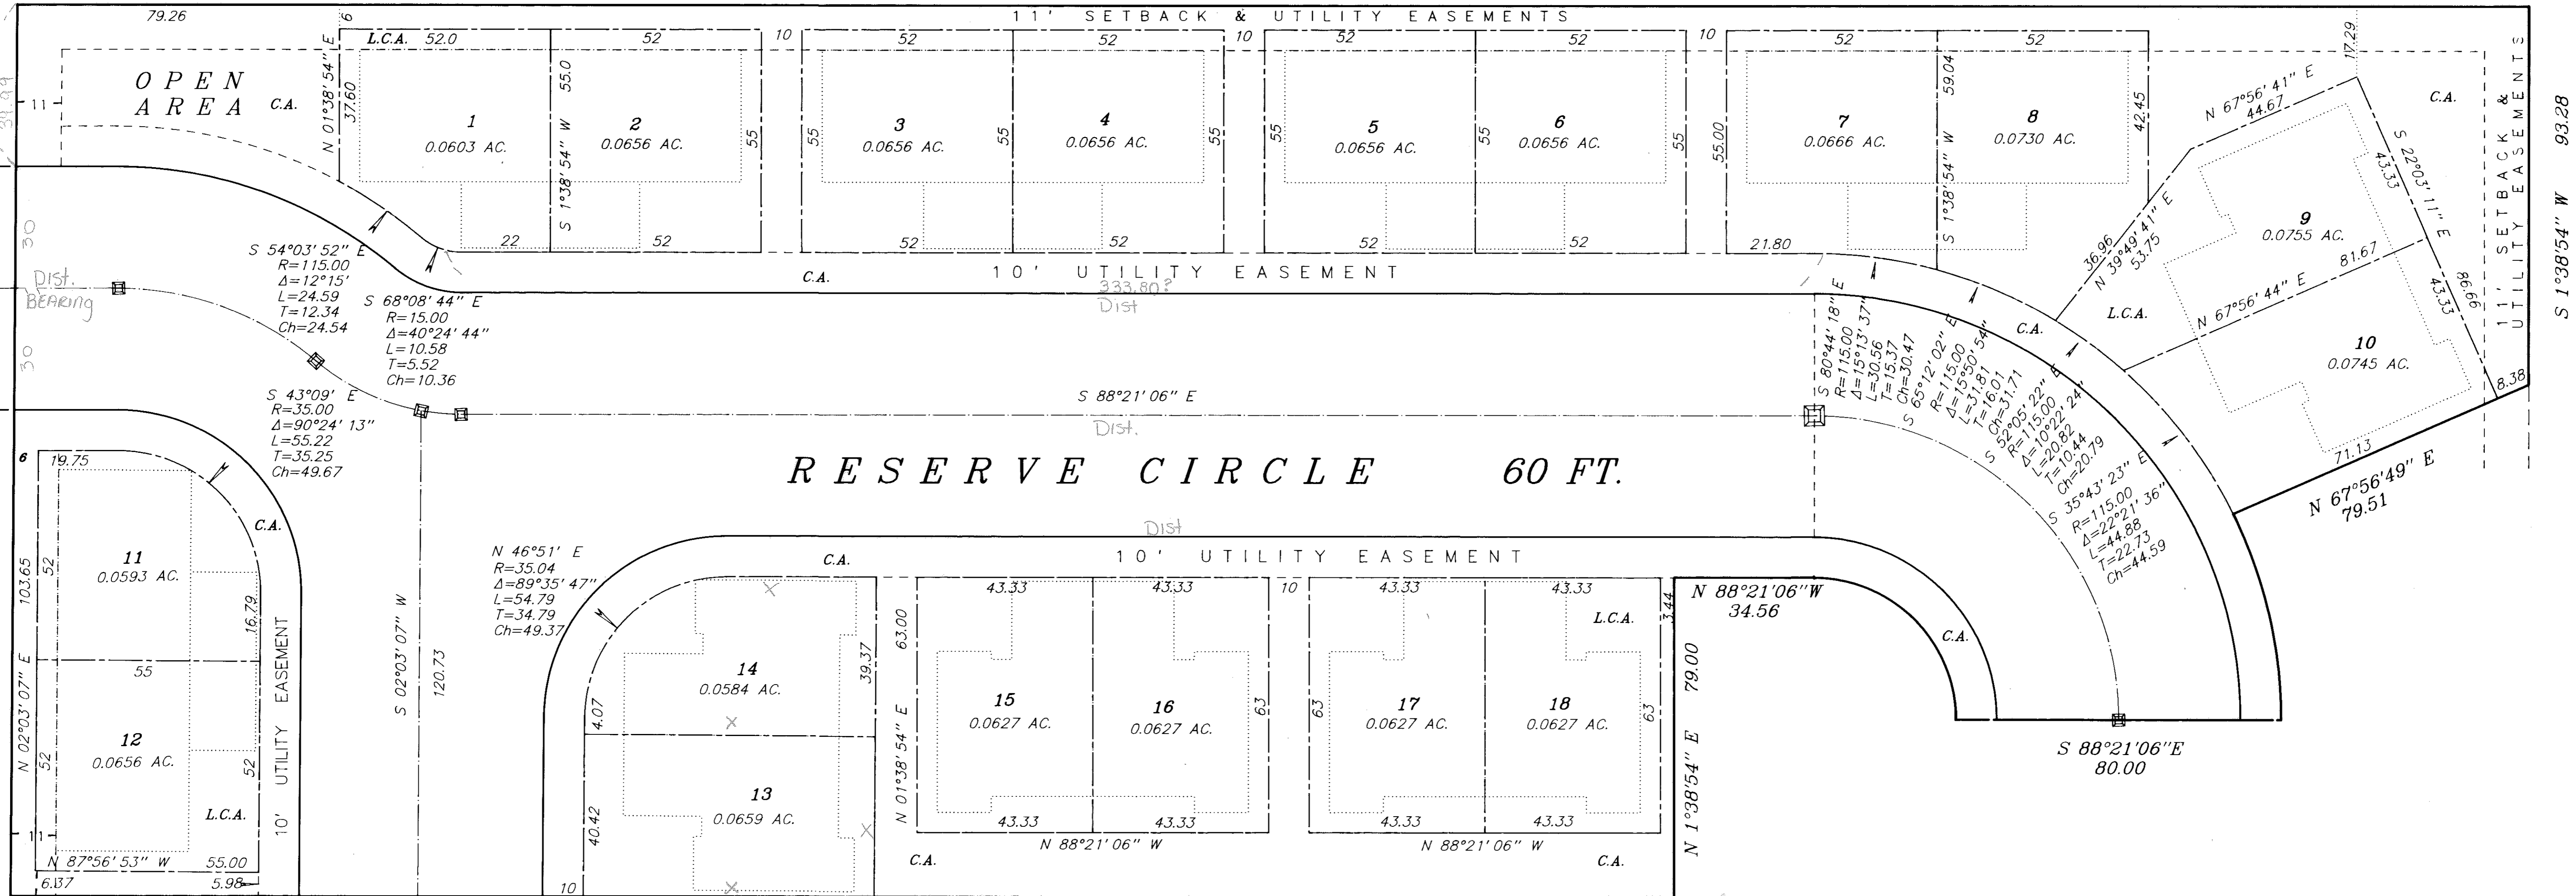 79.26
11' SETBACK & UTILITY EASEMENTS
6
L.C.A. 52.0
52
10
52
52
10
52
52
10
52
52
17.29
OPEN
AREA
C.A.
11
N 01°38'54" E
37.60
1
0.0603 AC.
55.0
S 1°38'54" W
2
0.0656 AC.
55
22
52
55
3
0.0656 AC.
55
4
0.0656 AC.
55
52
52
55
5
0.0656 AC.
55
6
0.0656 AC.
55
52
52
55.00
7
0.0666 AC.
59.04
S 1°38'54" W
8
0.0730 AC.
42.45
21.80
N 67°56'41" E
44.67
C.A.
S 22°03'11" E
43.33
43.33
86.66
36.96
N 39°49'41" E
53.75
9
0.0755 AC.
81.67
N 67°56'44" E
L.C.A.
10
0.0745 AC.
8.38
71.13
N 67°56'49" E
79.51
11' SETBACK &
UTILITY EASEMENTS
S 1°38'54" W 93.28
30
Dist.
BEARING
30
S 54°03'52" E
R=115.00
Δ=12°15'
L=24.59
T=12.34
Ch=24.54
S 68°08'44" E
R=15.00
Δ=40°24'44"
L=10.58
T=5.52
Ch=10.36
C.A.
10' UTILITY EASEMENT
333.80?
Dist
S 43°09' E
R=35.00
Δ=90°24'13"
L=55.22
T=35.25
Ch=49.67
S 88°21'06" E
Dist.
RESERVE CIRCLE 60 FT.
Dist
S 80°44'18" E
R=115.00
Δ=15°13'37"
L=30.56
T=15.37
Ch=30.47
S 65°12'02" E
R=115.00
Δ=15°50'54"
L=31.81
T=16.01
Ch=31.71
S 52°05'22" E
R=115.00
Δ=10°22'24"
L=20.82
T=10.44
Ch=20.79
S 35°43'23" E
R=115.00
Δ=22°21'36"
L=44.88
T=22.73
Ch=44.59
C.A.
6
19.75
C.A.
11
0.0593 AC.
103.65
52
16.79
55
N 02°03'07" E
12
0.0656 AC.
52
52
L.C.A.
11
N 87°56'53" W 55.00
6.37
5.98
10' UTILITY EASEMENT
S 02°03'07" W
120.73
N 46°51' E
R=35.04
Δ=89°35'47"
L=54.79
T=34.79
Ch=49.37
C.A.
10' UTILITY EASEMENT
14
0.0584 AC.
39.37
4.07
13
0.0659 AC.
40.42
10
43.33
43.33
10
43.33
43.33
63.00
N 01°38'54" E
15
0.0627 AC.
16
0.0627 AC.
63
63
17
0.0627 AC.
18
0.0627 AC.
63
L.C.A.
3.44
43.33
43.33
43.33
43.33
N 88°21'06" W
N 88°21'06" W
C.A.
C.A.
N 88°21'06"W
34.56
N 1°38'54" E 79.00
C.A.
S 88°21'06"E
80.00